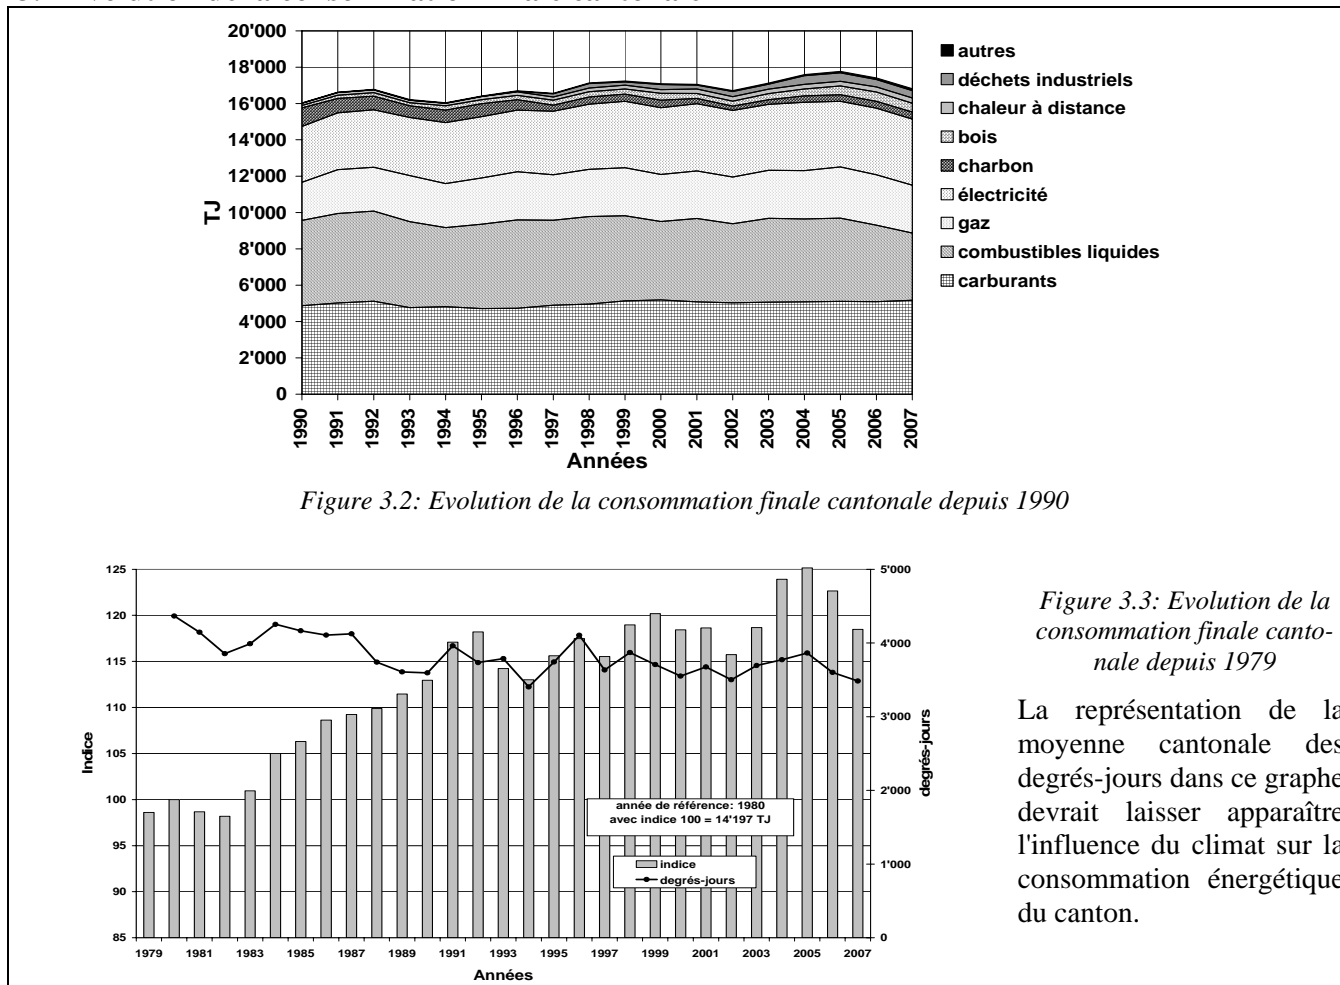 20'000
18'000
16'000
14'000
12'000
10'000
8'000
6'000
4'000
2'000
0
TJ
1990
1991
1992
1993
1994
1995
1996
1997
1998
1999
2000
2001
2002
2003
2004
2005
2006
2007
Années
autres
déchets industriels
chaleur à distance
bois
charbon
électricité
gaz
combustibles liquides
carburants
Figure 3.2: Evolution de la consommation finale cantonale depuis 1990
125
120
115
110
105
100
95
90
85
Indice
5'000
4'000
3'000
2'000
1'000
0
degrés-jours
année de référence: 1980
avec indice 100 = 14'197 TJ
indice
degrés-jours
1979 1981 1983 1985 1987 1989 1991 1993 1995 1997 1999 2001 2003 2005 2007
Années
Figure 3.3: Evolution de la
consommation finale canto-
nale depuis 1979
La représentation de la
moyenne cantonale des
degrés-jours dans ce graphe
devrait laisser apparaître
l'influence du climat sur la
consommation énergétique
du canton.